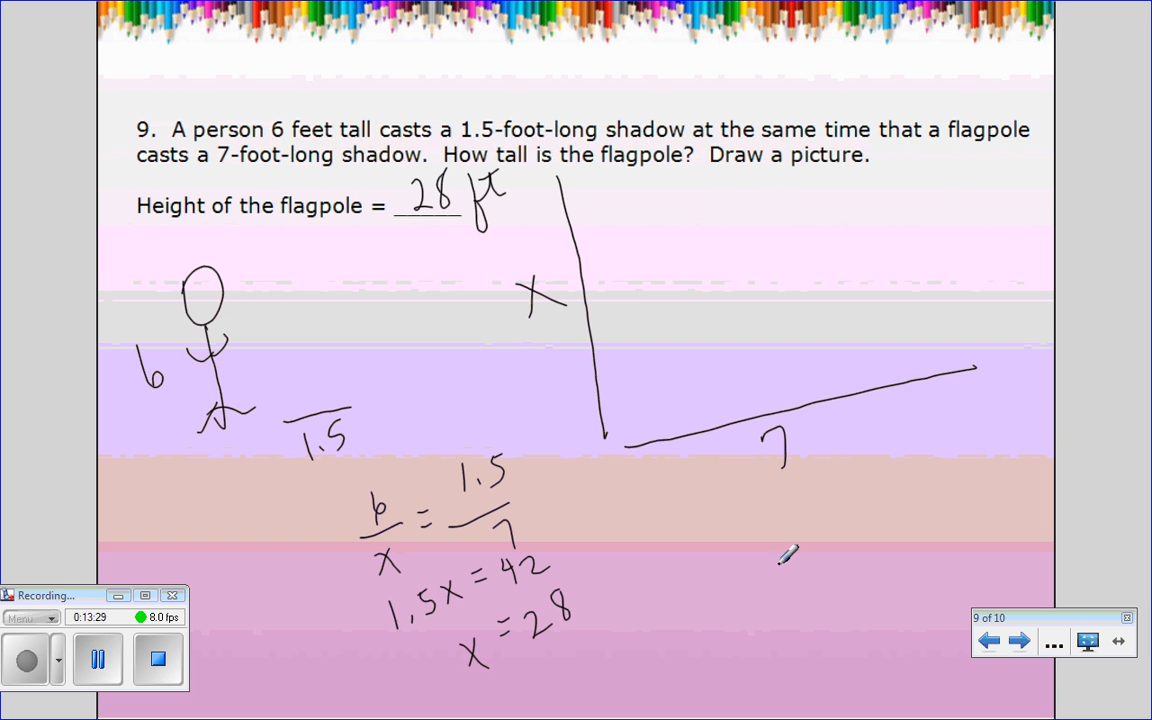 9. A person 6 feet tall casts a 1.5-foot-long shadow at the same time that a flagpole
casts a 7-foot-long shadow. How tall is the flagpole? Draw a picture.
Height of the flagpole = 28 ft
x
6
1.5
7
6/x = 1.5/7
1.5x = 42
x = 28
Recording...
Menu
0:13:29
8.0 fps
9 of 10
...